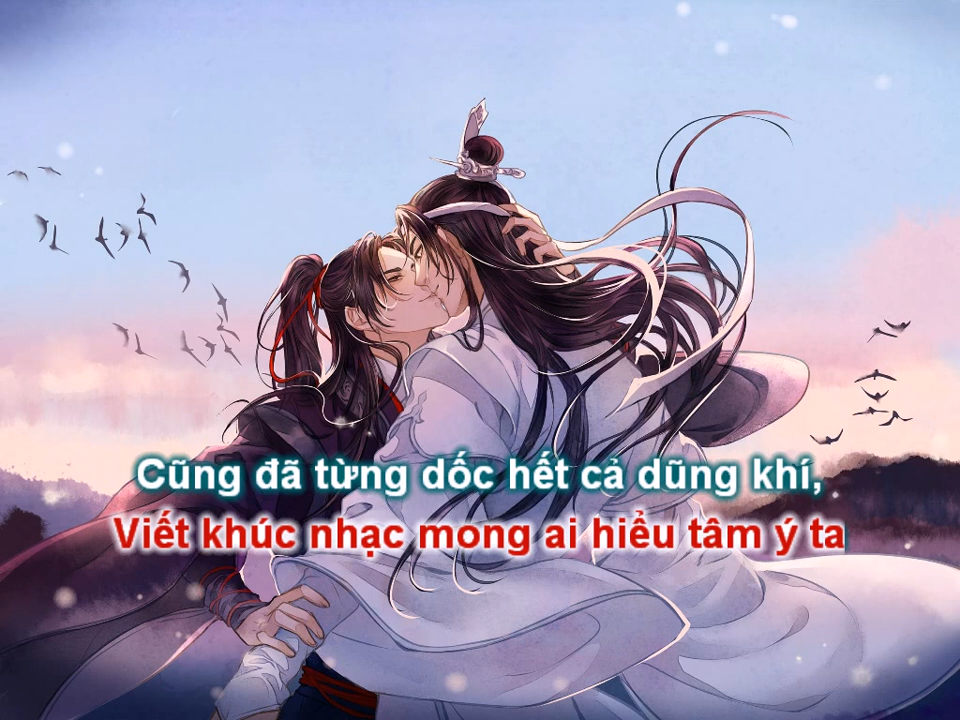 Cũng đã từng dốc hết cả dũng khí,
Viết khúc nhạc mong ai hiểu tâm ý ta